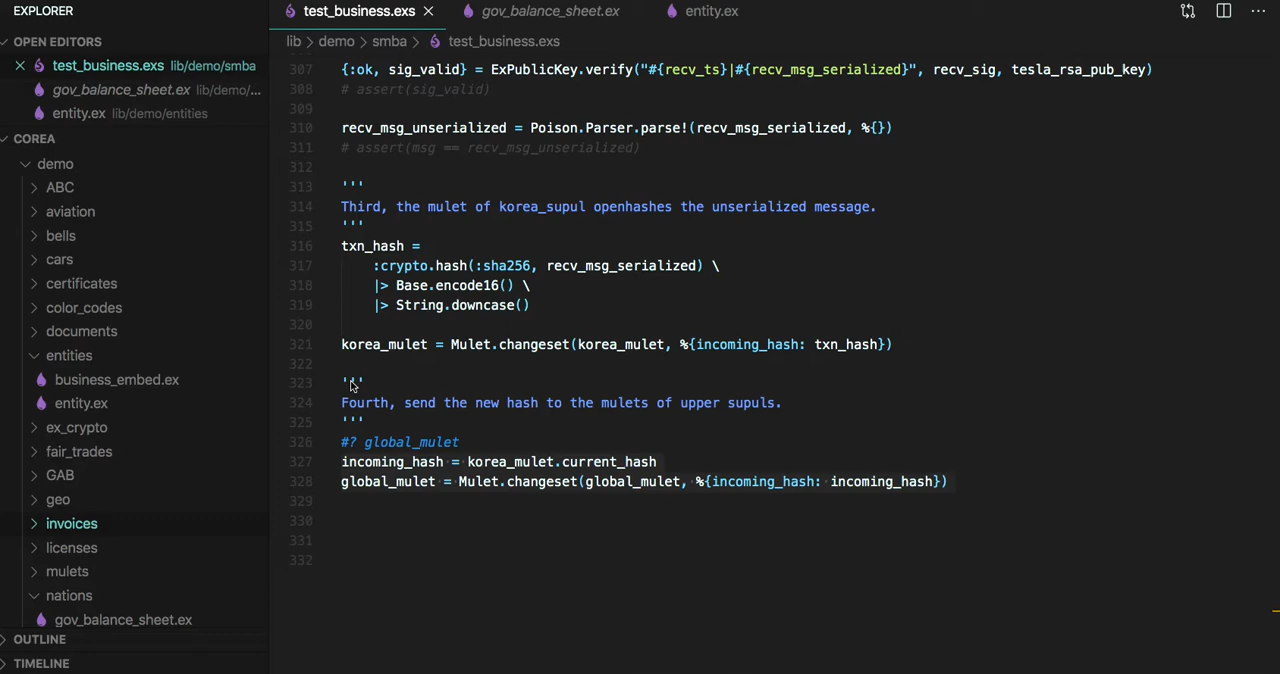 EXPLORER
OPEN EDITORS
test_business.exs lib/demo/smba
gov_balance_sheet.ex lib/demo/...
entity.ex lib/demo/entities
COREA
demo
ABC
aviation
bells
cars
certificates
color_codes
documents
entities
business_embed.ex
entity.ex
ex_crypto
fair_trades
GAB
geo
invoices
licenses
mulets
nations
gov_balance_sheet.ex
OUTLINE
TIMELINE
test_business.exs
gov_balance_sheet.ex
entity.ex
lib > demo > smba > test_business.exs
307 {:ok, sig_valid} = ExPublicKey.verify("#{recv_ts}|#{recv_msg_serialized}", recv_sig, tesla_rsa_pub_key)
308 # assert(sig_valid)
309
310 recv_msg_unserialized = Poison.Parser.parse!(recv_msg_serialized, %{})
311 # assert(msg == recv_msg_unserialized)
312
313 '''
314 Third, the mulet of korea_supul openhashes the unserialized message.
315 '''
316 txn_hash =
317 :crypto.hash(:sha256, recv_msg_serialized) \
318 |> Base.encode16() \
319 |> String.downcase()
320
321 korea_mulet = Mulet.changeset(korea_mulet, %{incoming_hash: txn_hash})
322
323 '''
324 Fourth, send the new hash to the mulets of upper supuls.
325 '''
326 #? global_mulet
327 incoming_hash = korea_mulet.current_hash
328 global_mulet = Mulet.changeset(global_mulet, %{incoming_hash: incoming_hash})
329
330
331
332